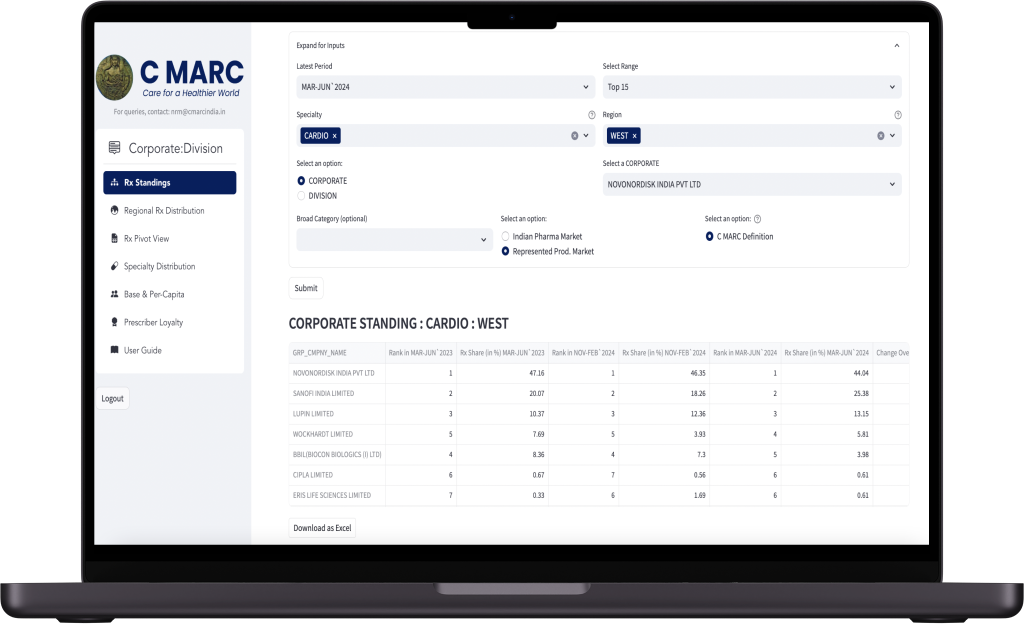 C MARC
Care for a Healthier World
For queries, contact: nrm@cmarcindia.in
Corporate:Division
Rx Standings
Regional Rx Distribution
Rx Pivot View
Specialty Distribution
Base & Per-Capita
Prescriber Loyalty
User Guide
Logout
Expand for Inputs
Latest Period
Select Range
MAR-JUN`2024
Top 15
Specialty
Region
CARDIO ×
WEST ×
Select an option:
Select a CORPORATE
CORPORATE
NOVONORDISK INDIA PVT LTD
DIVISION
Broad Category (optional)
Select an option:
Select an option:
Indian Pharma Market
C MARC Definition
Represented Prod. Market
Submit
CORPORATE STANDING : CARDIO : WEST
GRP_CMPNY_NAME Rank in MAR-JUN`2023 Rx Share (in %) MAR-JUN`2023 Rank in NOV-FEB`2024 Rx Share (in %) NOV-FEB`2024 Rank in MAR-JUN`2024 Rx Share (in %) MAR-JUN`2024 Change Ove
NOVONORDISK INDIA PVT LTD 1 47.16 1 46.35 1 44.04
SANOFI INDIA LIMITED 2 20.07 2 18.26 2 25.38
LUPIN LIMITED 3 10.37 3 12.36 3 13.15
WOCKHARDT LIMITED 5 7.69 5 3.93 4 5.81
BBIL(BIOCON BIOLOGICS (I) LTD) 4 8.36 4 7.3 5 3.98
CIPLA LIMITED 6 0.67 7 0.56 6 0.61
ERIS LIFE SCIENCES LIMITED 7 0.33 6 1.69 6 0.61
Download as Excel